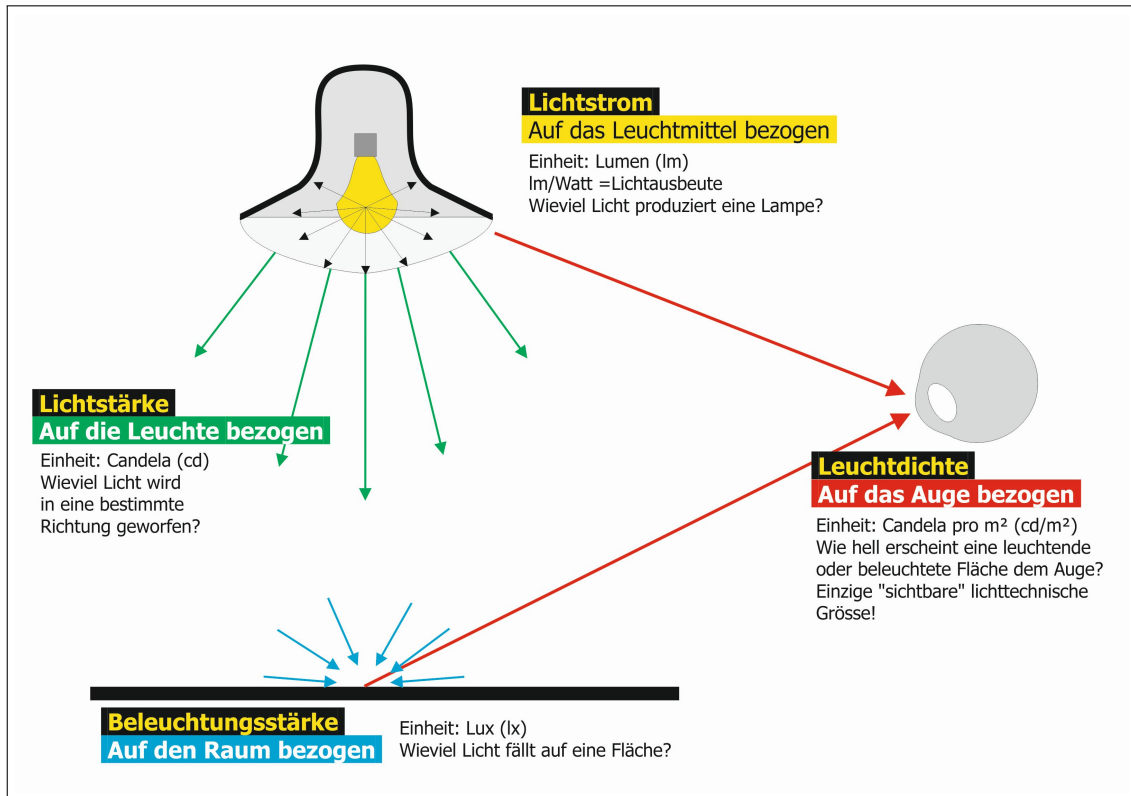 Lichtstrom
Auf das Leuchtmittel bezogen
Einheit: Lumen (lm)
lm/Watt =Lichtausbeute
Wieviel Licht produziert eine Lampe?
Lichtstärke
Auf die Leuchte bezogen
Einheit: Candela (cd)
Wieviel Licht wird
in eine bestimmte
Richtung geworfen?
Leuchtdichte
Auf das Auge bezogen
Einheit: Candela pro m² (cd/m²)
Wie hell erscheint eine leuchtende
oder beleuchtete Fläche dem Auge?
Einzige "sichtbare" lichttechnische
Grösse!
Beleuchtungsstärke
Auf den Raum bezogen
Einheit: Lux (lx)
Wieviel Licht fällt auf eine Fläche?